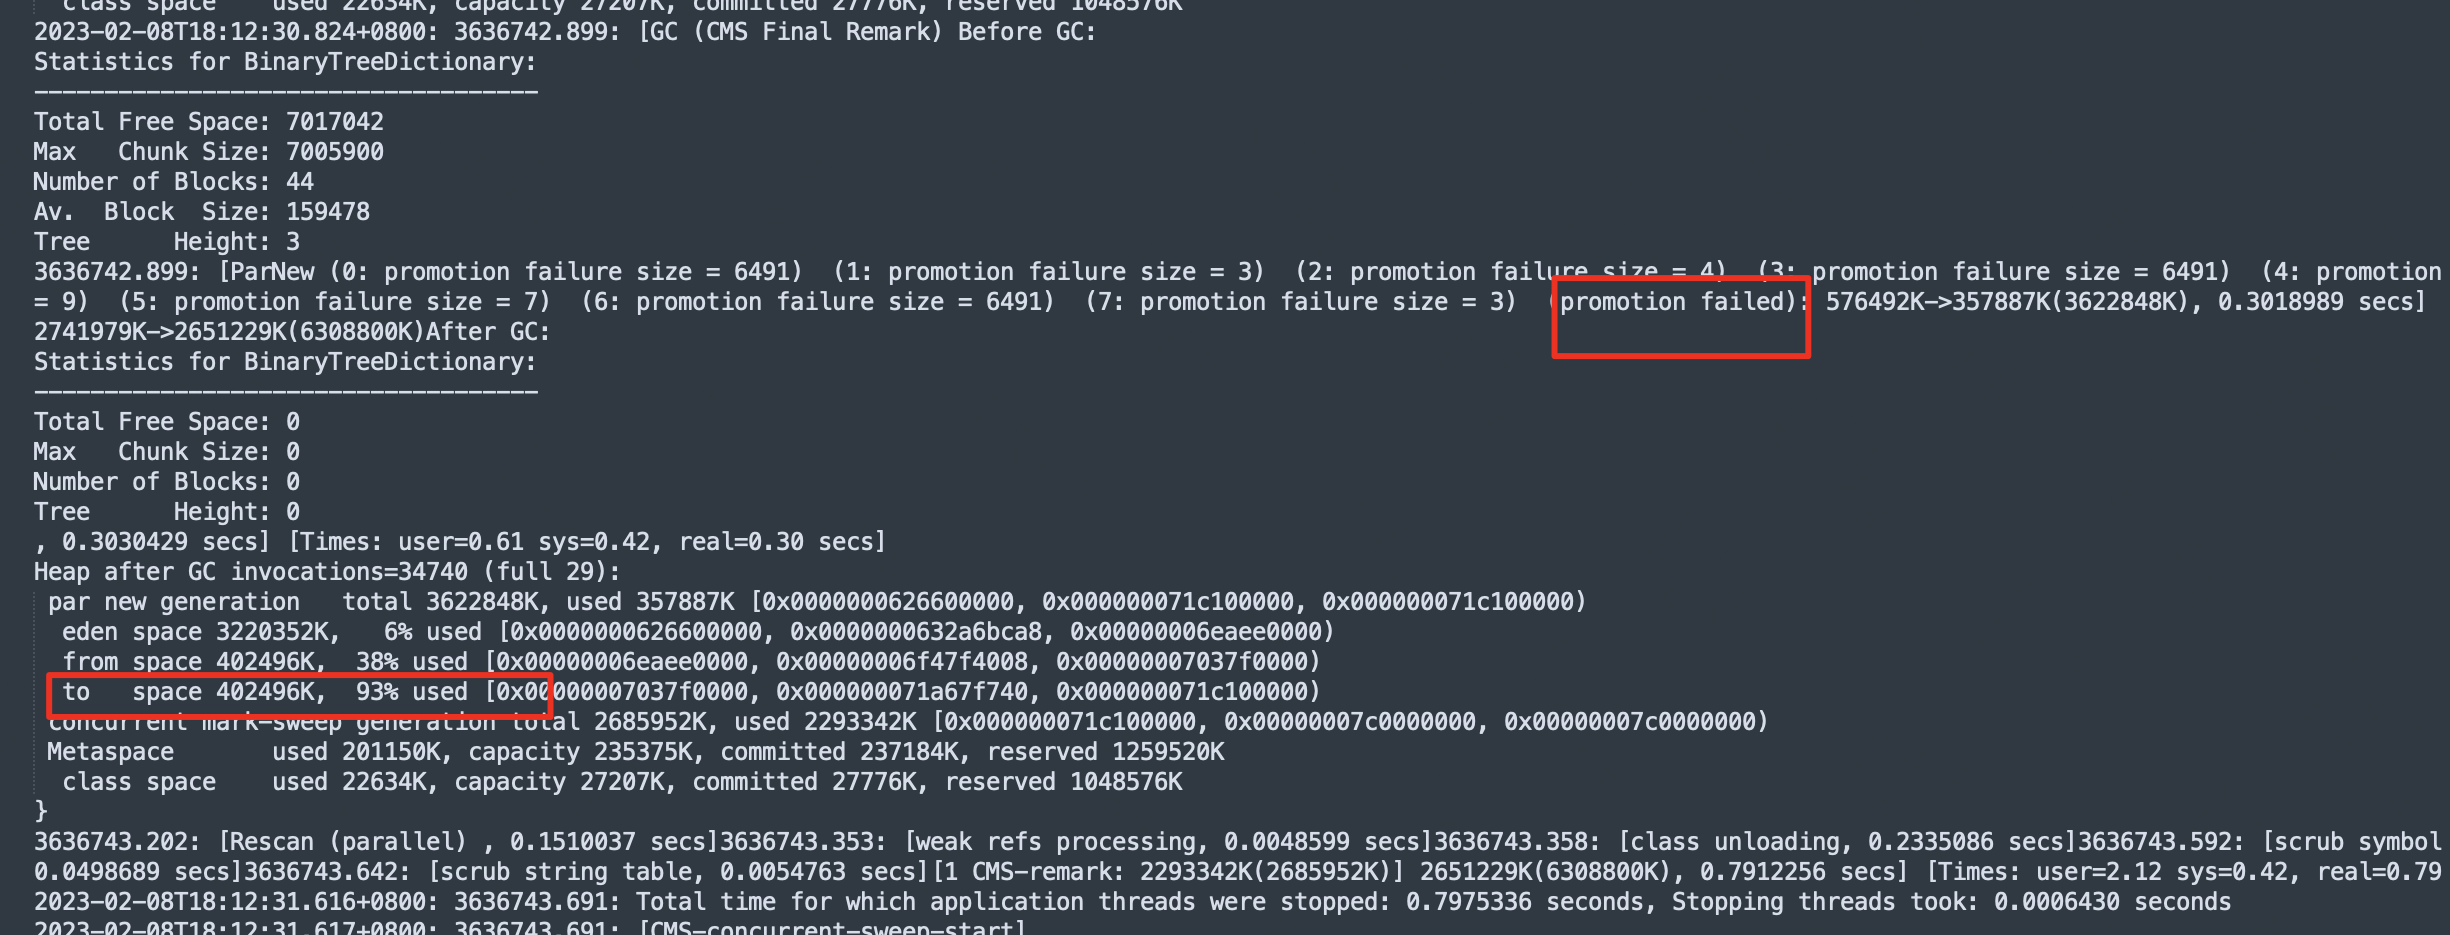 class space    used 22634K, capacity 27207K, committed 27776K, reserved 1048576K
2023-02-08T18:12:30.824+0800: 3636742.899: [GC (CMS Final Remark) Before GC:
Statistics for BinaryTreeDictionary:
------------------------------------
Total Free Space: 7017042
Max   Chunk Size: 7005900
Number of Blocks: 44
Av.  Block  Size: 159478
Tree      Height: 3
3636742.899: [ParNew (0: promotion failure size = 6491)  (1: promotion failure size = 3)  (2: promotion failure size = 4)  (3: promotion failure size = 6491)  (4: promotion
= 9)  (5: promotion failure size = 7)  (6: promotion failure size = 6491)  (7: promotion failure size = 3)  (promotion failed): 576492K->357887K(3622848K), 0.3018989 secs]
2741979K->2651229K(6308800K)After GC:
Statistics for BinaryTreeDictionary:
------------------------------------
Total Free Space: 0
Max   Chunk Size: 0
Number of Blocks: 0
Tree      Height: 0
, 0.3030429 secs] [Times: user=0.61 sys=0.42, real=0.30 secs]
Heap after GC invocations=34740 (full 29):
par new generation   total 3622848K, used 357887K [0x0000000626600000, 0x000000071c100000, 0x000000071c100000)
eden space 3220352K,   6% used [0x0000000626600000, 0x0000000632a6bca8, 0x00000006eaee0000)
from space 402496K,  38% used [0x00000006eaee0000, 0x00000006f47f4008, 0x00000007037f0000)
to   space 402496K,  93% used [0x00000007037f0000, 0x000000071a67f740, 0x000000071c100000)
concurrent mark-sweep generation total 2685952K, used 2293342K [0x000000071c100000, 0x00000007c0000000, 0x00000007c0000000)
Metaspace       used 201150K, capacity 235375K, committed 237184K, reserved 1259520K
class space    used 22634K, capacity 27207K, committed 27776K, reserved 1048576K
}
3636743.202: [Rescan (parallel) , 0.1510037 secs]3636743.353: [weak refs processing, 0.0048599 secs]3636743.358: [class unloading, 0.2335086 secs]3636743.592: [scrub symbol
0.0498689 secs]3636743.642: [scrub string table, 0.0054763 secs][1 CMS-remark: 2293342K(2685952K)] 2651229K(6308800K), 0.7912256 secs] [Times: user=2.12 sys=0.42, real=0.79
2023-02-08T18:12:31.616+0800: 3636743.691: Total time for which application threads were stopped: 0.7975336 seconds, Stopping threads took: 0.0006430 seconds
2023-02-08T18:12:31.617+0800: 3636743.691: [CMS-concurrent-sweep-start]